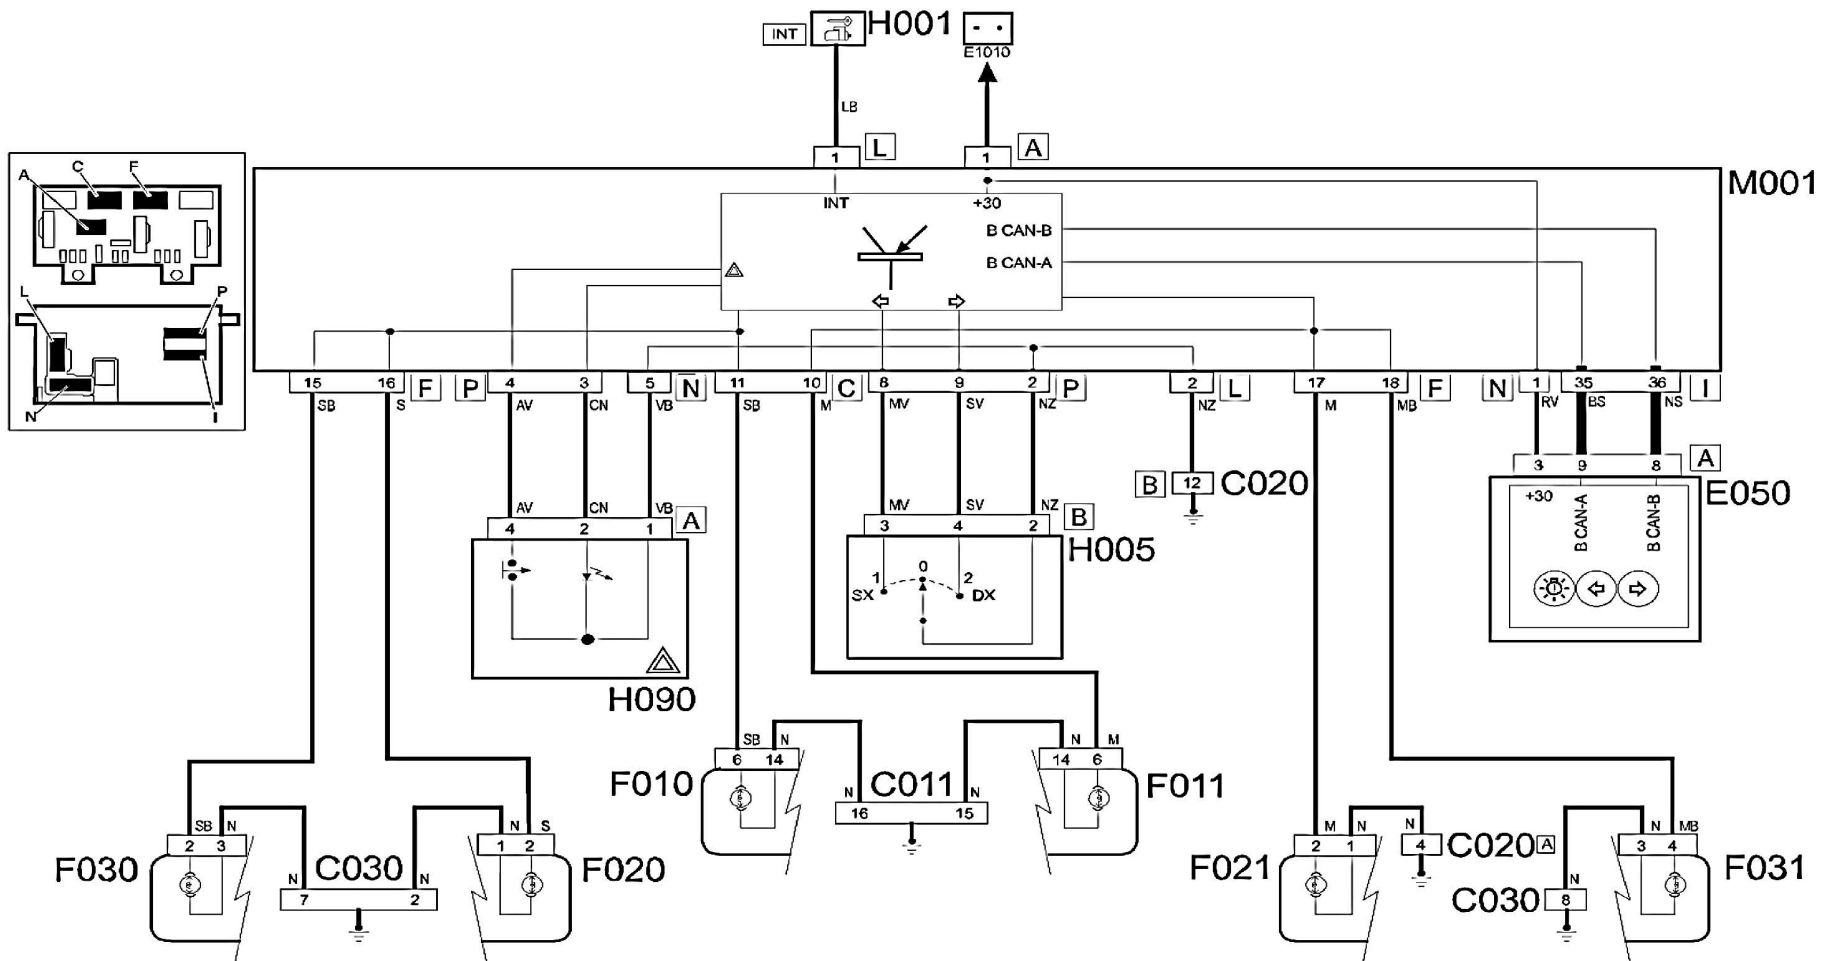 INT H001
E1010
LB
1 L 1 A
M001
C F
A
L P
N I
INT +30
B CAN-B
B CAN-A
15 16 F P 4 3 5 N 11 10 C 8 9 2 P 2 L 17 18 F N 1 35 36 I
SB S AV CN VB SB M MV SV NZ NZ M MB RV BS NS
3 9 8 A
B 12 C020
E050
+30 B CAN-A B CAN-B
AV CN VB A MV SV NZ B
4 2 1 3 4 2
H005
1 0 2
SX DX
H090
SB N N M
6 14 14 6
F010 C011 F011
N N
16 15
SB N N S
2 3 1 2
F030 C030 F020
N N
7 2
M N N N MB
2 1 4 C020 A 3 4
F021 F031
N
C030 8